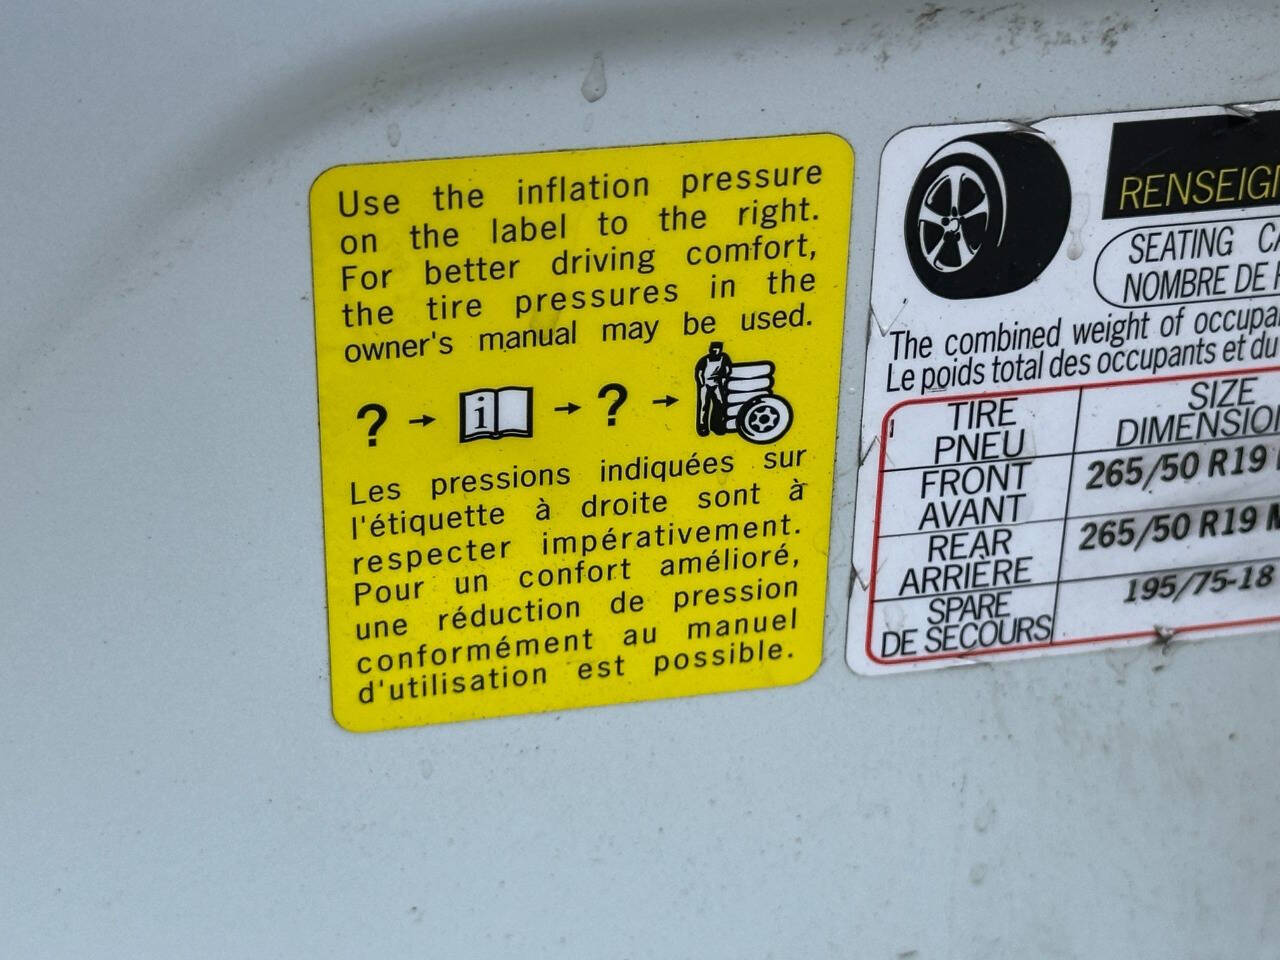 Use the inflation pressure
on the label to the right.
For better driving comfort,
the tire pressures in the
owner's manual may be used.
? → i → ? →
Les pressions indiquées sur
l'étiquette à droite sont à
respecter impérativement.
Pour un confort amélioré,
une réduction de pression
conformément au manuel
d'utilisation est possible.
SEATING
NOMBRE DE
The combined weight of
Le poids total des occupants et du
TIRE
PNEU
SIZE
FRONT
AVANT
265/50 R19
REAR
ARRIÈRE
265/50 R19
SPARE
DE SECOURS
195/75-18